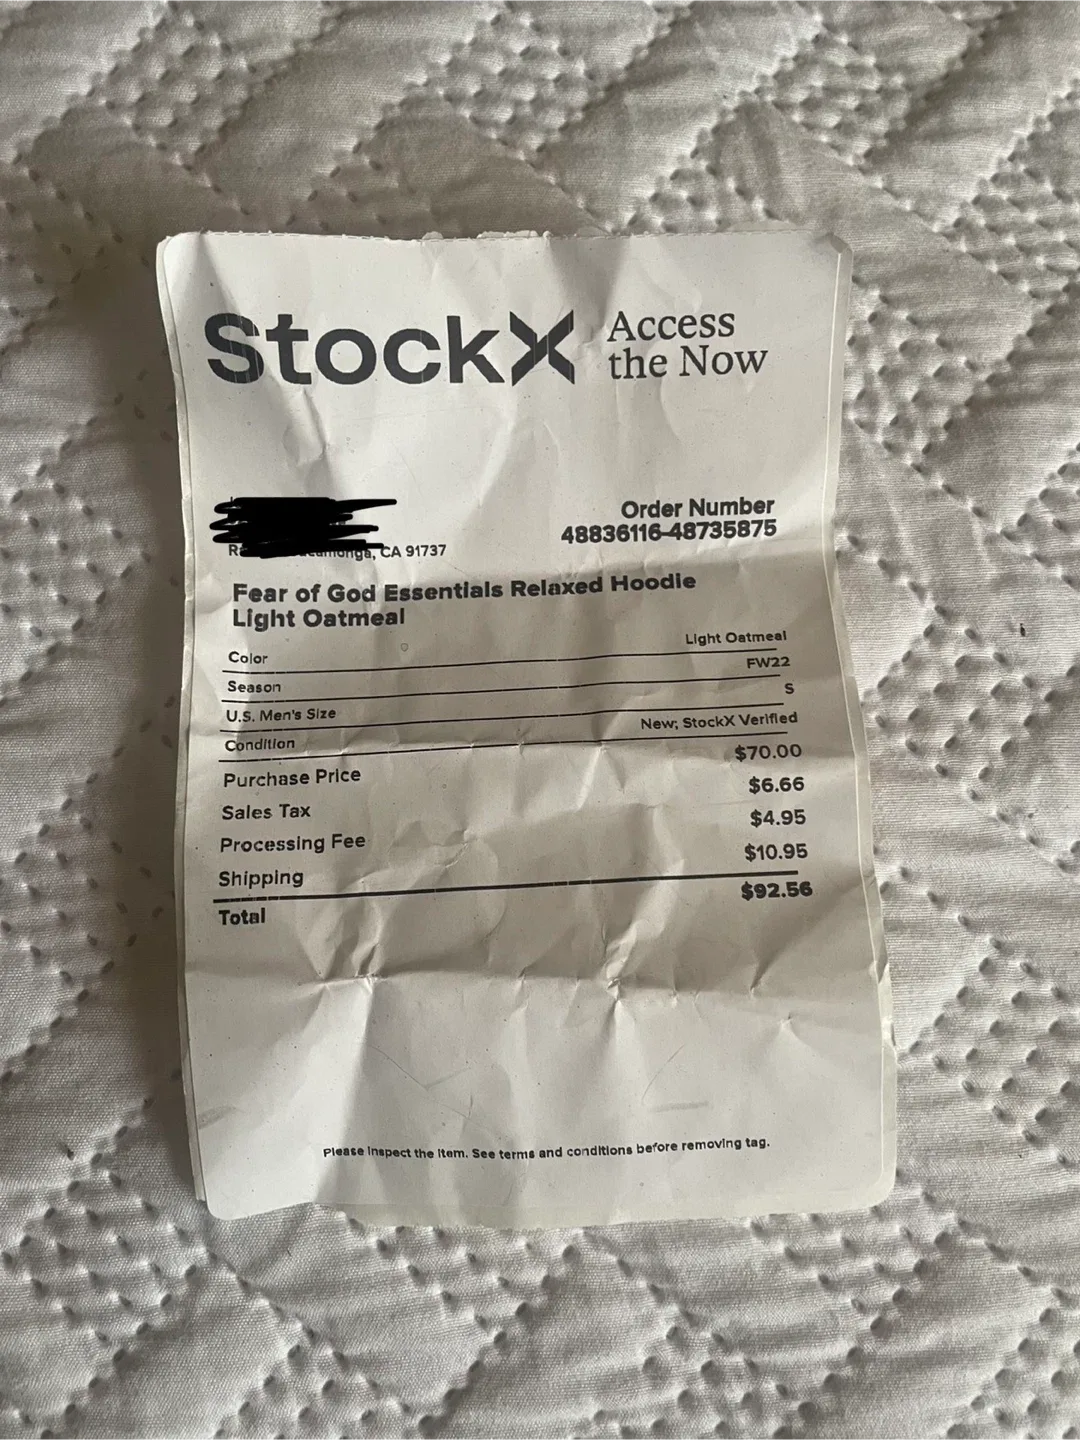 StockX Access
the Now
Order Number
48836116-48735875
CA 91737
Fear of God Essentials Relaxed Hoodie
Light Oatmeal
Color Light Oatmeal
Season FW22
U.S. Men's Size S
Condition New; StockX Verified
Purchase Price $70.00
Sales Tax $6.66
Processing Fee $4.95
Shipping $10.95
Total $92.56
Please inspect the item. See terms and conditions before removing tag.